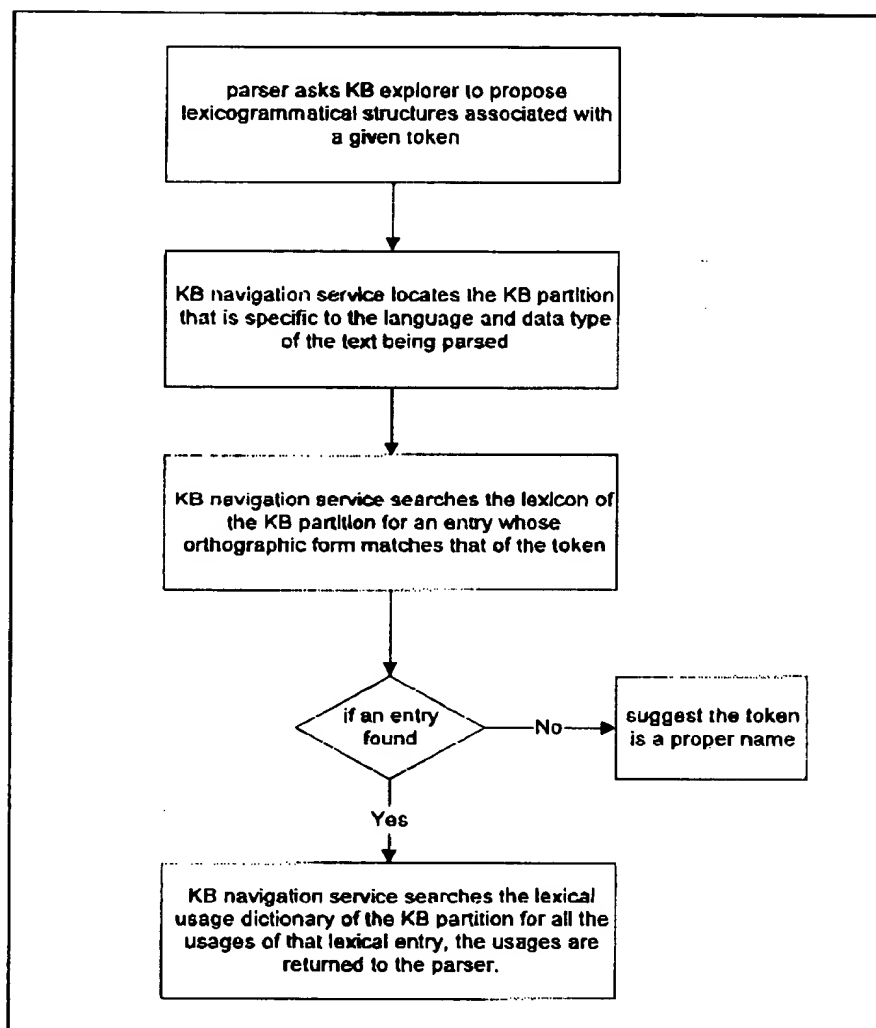 parser asks KB explorer to propose
lexicogrammatical structures associated with
a given token
KB navigation service locates the KB partition
that is specific to the language and data type
of the text being parsed
KB navigation service searches the lexicon of
the KB partition for an entry whose
orthographic form matches that of the token
if an entry
found
No
suggest the token
is a proper name
Yes
KB navigation service searches the lexical
usage dictionary of the KB partition for all the
usages of that lexical entry, the usages are
returned to the parser.